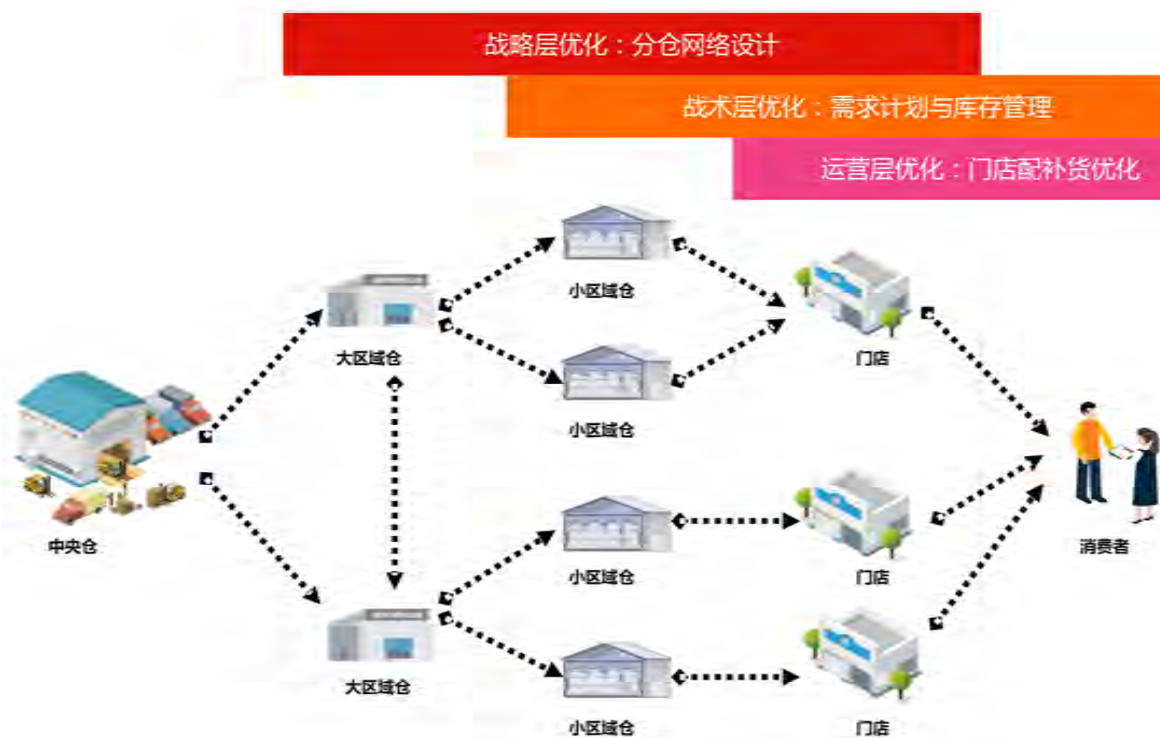 战略层优化：分仓网络设计
战术层优化：需求计划与库存管理
运营层优化：门店配补货优化
小区域仓
大区域仓
门店
小区域仓
中央仓
消费者
小区域仓
门店
大区域仓
小区域仓
门店